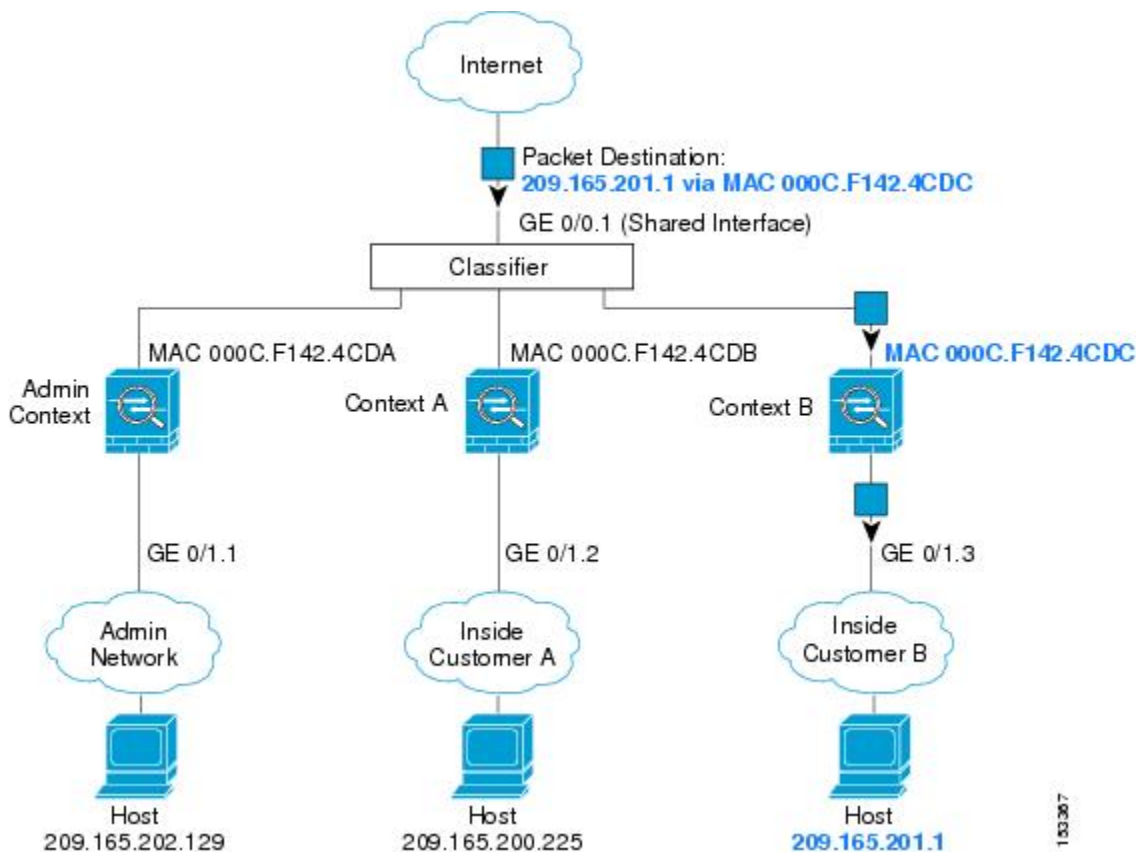 Internet
Packet Destination:
209.165.201.1 via MAC 000C.F142.4CDC
GE 0/0.1 (Shared Interface)
Classifier
MAC 000C.F142.4CDA
MAC 000C.F142.4CDB
MAC 000C.F142.4CDC
Admin
Context
Context A
Context B
GE 0/1.1
GE 0/1.2
GE 0/1.3
Admin
Network
Inside
Customer A
Inside
Customer B
Host
209.165.202.129
Host
209.165.200.225
Host
209.165.201.1
153367